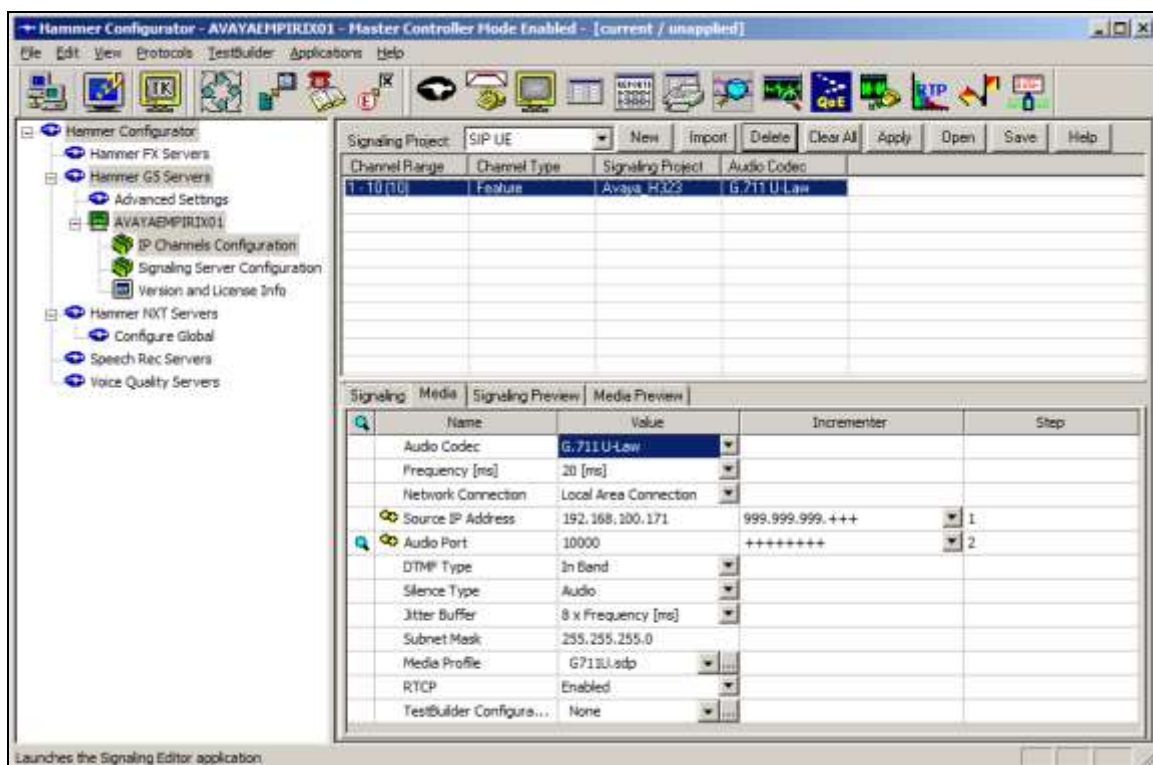 Hammer Configurator - AVAYAEMPIRIX01 - Master Controller Mode Enabled - [current / unapplied]
File Edit View Protocols TestBuilder Applications Help
TK
REPORTS
QoE
RTP
Hammer Configurator
Hammer FX Servers
Hammer G5 Servers
Advanced Settings
AVAYAEMPIRIX01
IP Channels Configuration
Signaling Server Configuration
Version and License Info
Hammer NXT Servers
Configure Global
Speech Rec Servers
Voice Quality Servers
Signaling Project: SIP UE New Import Delete Clear All Apply Open Save Help
Channel Range Channel Type Signaling Project Audio Codec
1 - 10 (10) Feature Avaya_H323 G.711 U-Law
Signaling Media Signaling Preview Media Preview
Name Value Incrementer Step
Audio Codec G.711 U-Law
Frequency [ms] 20 [ms]
Network Connection Local Area Connection
Source IP Address 192.168.100.171 999.999.999.+++ 1
Audio Port 10000 ++++++++ 2
DTMF Type In Band
Silence Type Audio
Jitter Buffer 8 x Frequency [ms]
Subnet Mask 255.255.255.0
Media Profile G711U.sdp ...
RTCP Enabled
TestBuilder Configura... None ...
Launches the Signaling Editor application